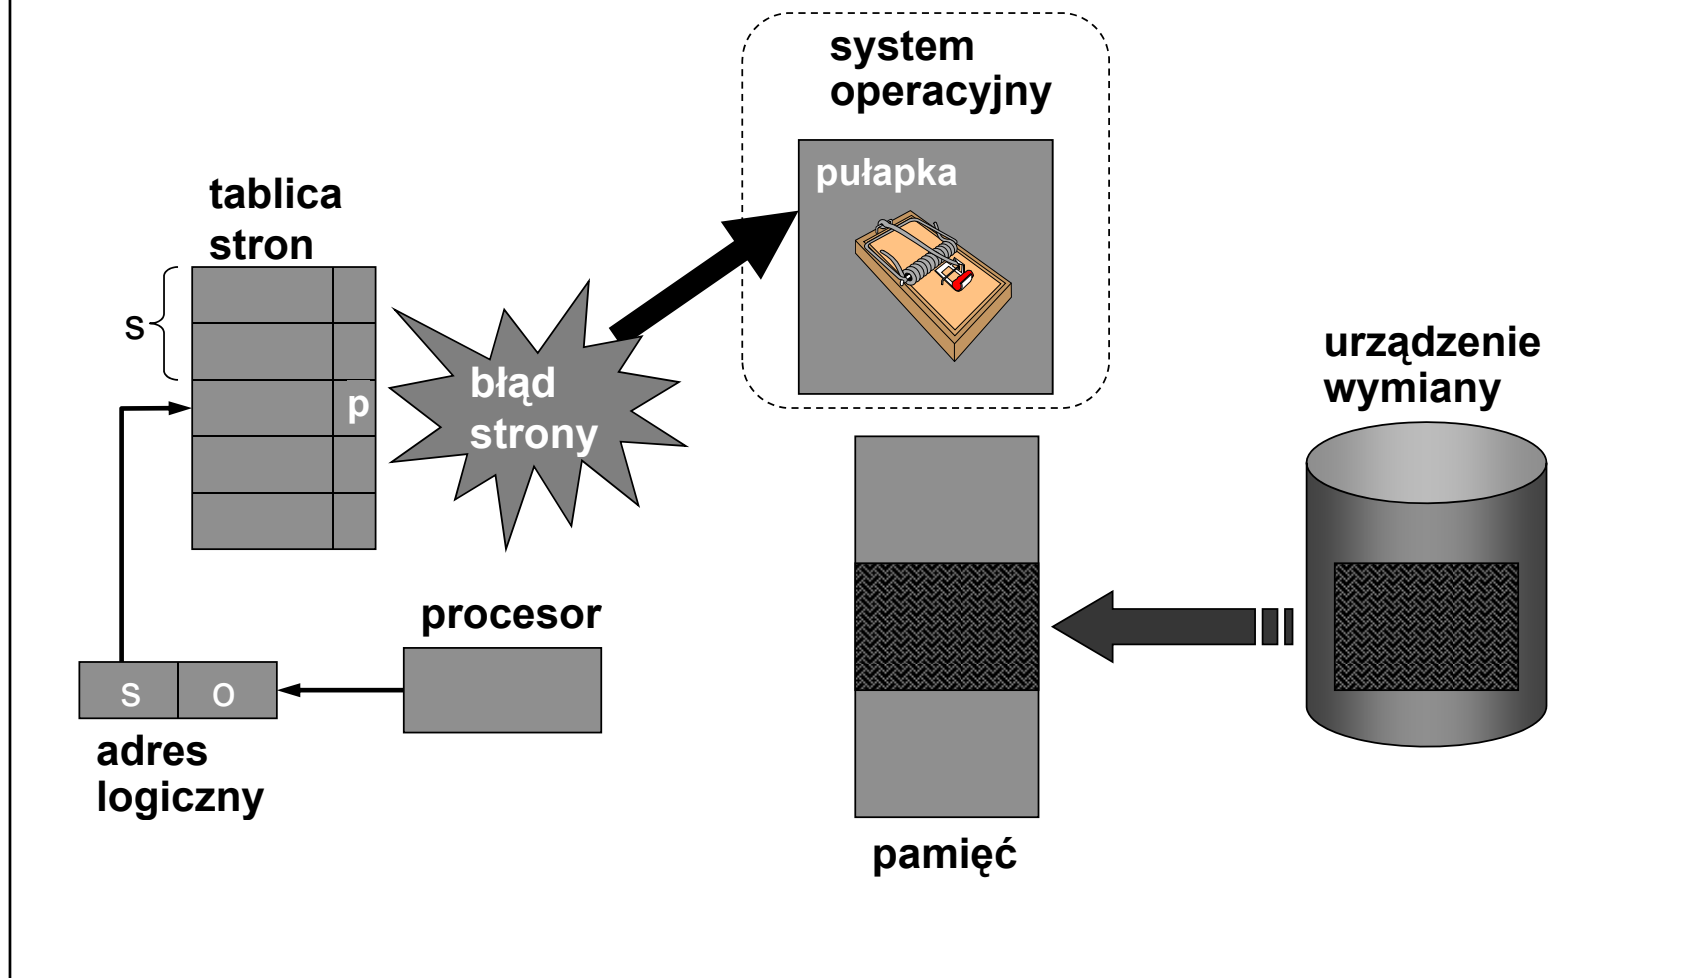 system
operacyjny
pułapka
tablica
stron
s
p
błąd
strony
urządzenie
wymiany
procesor
s o
adres
logiczny
pamięć